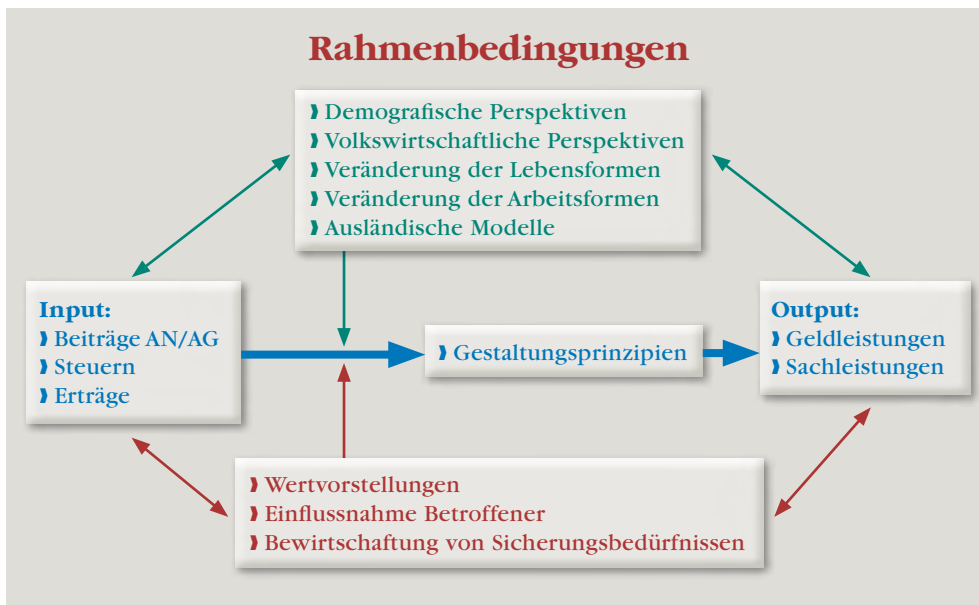 Rahmenbedingungen
❱ Demografische Perspektiven
❱ Volkswirtschaftliche Perspektiven
❱ Veränderung der Lebensformen
❱ Veränderung der Arbeitsformen
❱ Ausländische Modelle
Input:
❱ Beiträge AN/AG
❱ Steuern
❱ Erträge
❱ Gestaltungsprinzipien
Output:
❱ Geldleistungen
❱ Sachleistungen
❱ Wertvorstellungen
❱ Einflussnahme Betroffener
❱ Bewirtschaftung von Sicherungsbedürfnissen